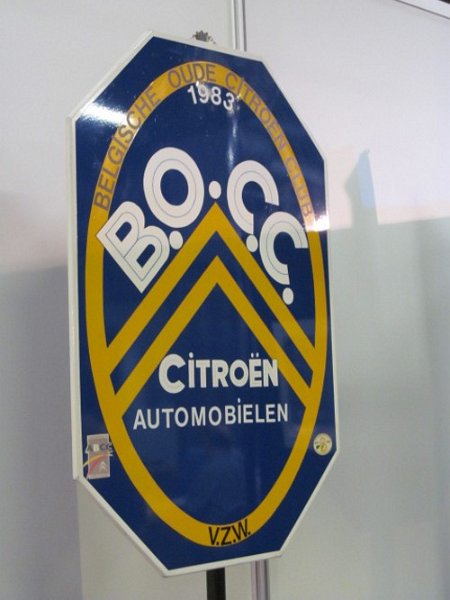 BELGISCHE OUDE CITROËN CLUB
1983
B.O.C.C.
CiTROËN
AUTOMOBiELEN
V.Z.W.